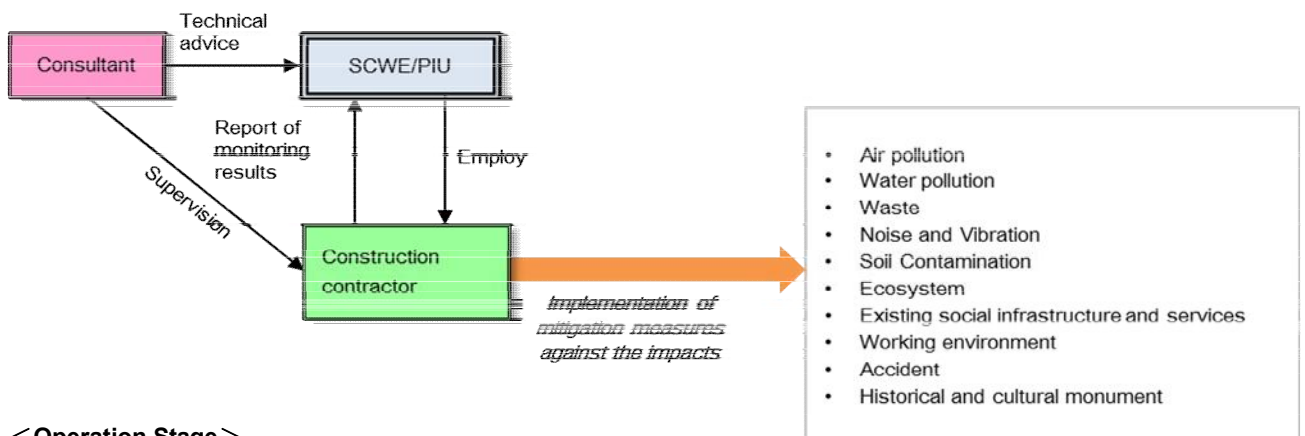 Technical
advice
Consultant
SCWE/PIU
Report of
monitoring
results
Employ
Supervision
Construction
contractor
Implementation of
mitigation measures
against the impacts
• Air pollution
• Water pollution
• Waste
• Noise and Vibration
• Soil Contamination
• Ecosystem
• Existing social infrastructure and services
• Working environment
• Accident
• Historical and cultural monument
＜Operation Stage＞